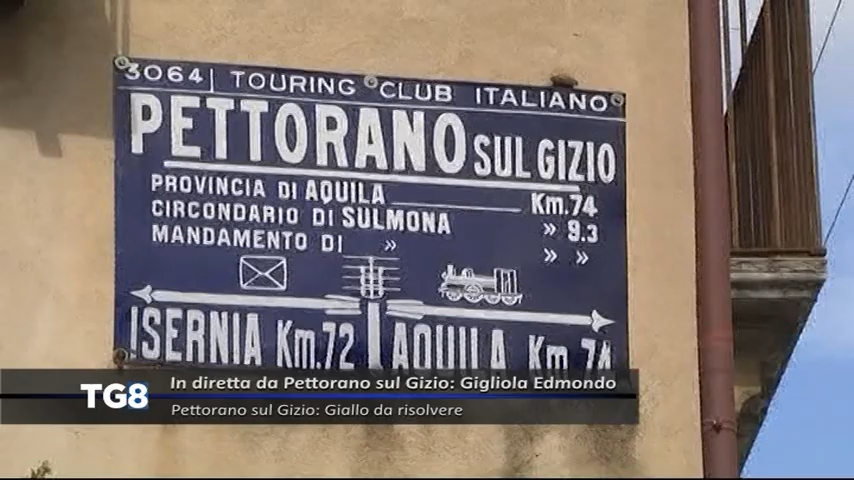 3064 | TOURING CLUB ITALIANO
PETTORANO SUL GIZIO
PROVINCIA DI AQUILA Km.74
CIRCONDARIO DI SULMONA » 9.3
MANDAMENTO DI » » »
ISERNIA Km.72 AQUILA Km.74
TG8
In diretta da Pettorano sul Gizio: Gigliola Edmondo
Pettorano sul Gizio: Giallo da risolvere